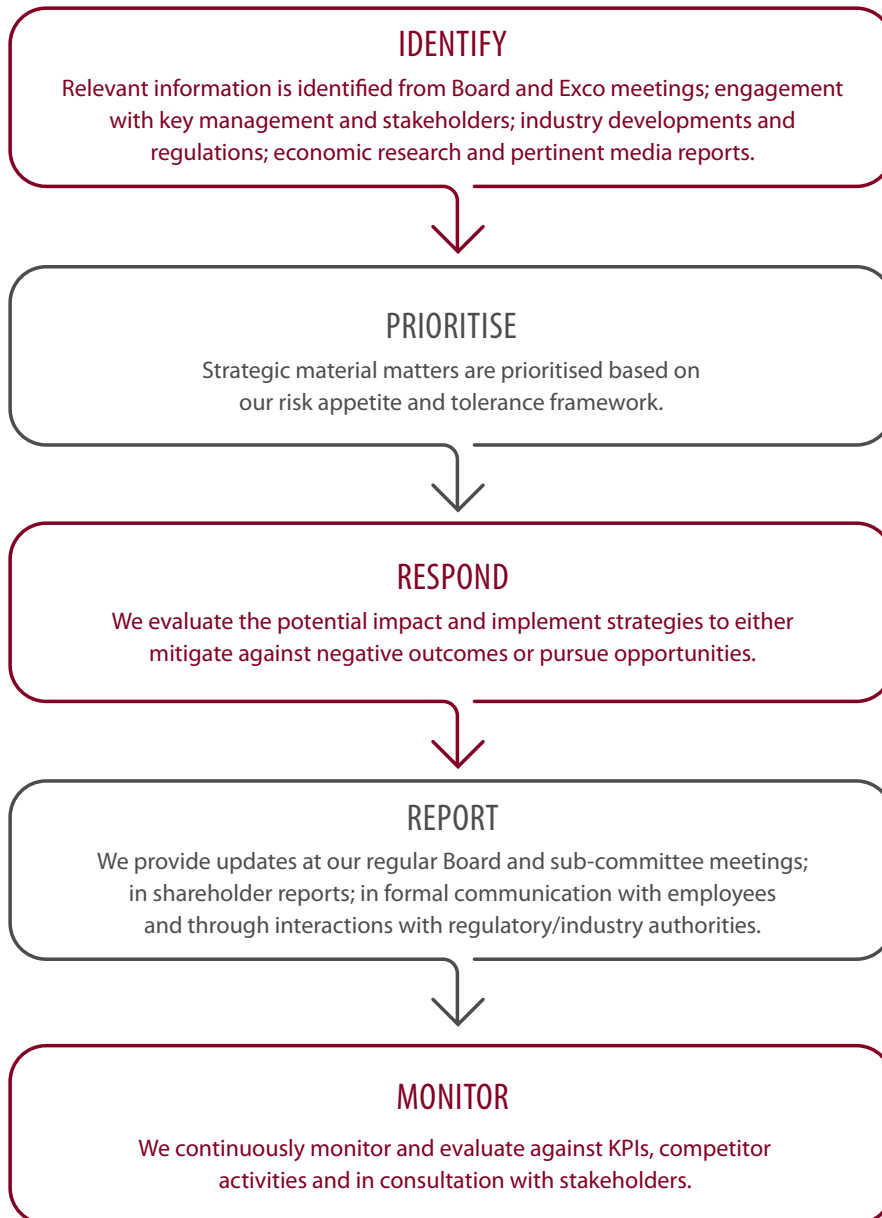 IDENTIFY
Relevant information is identified from Board and Exco meetings; engagement
with key management and stakeholders; industry developments and
regulations; economic research and pertinent media reports.
PRIORITISE
Strategic material matters are prioritised based on
our risk appetite and tolerance framework.
RESPOND
We evaluate the potential impact and implement strategies to either
mitigate against negative outcomes or pursue opportunities.
REPORT
We provide updates at our regular Board and sub-committee meetings;
in shareholder reports; in formal communication with employees
and through interactions with regulatory/industry authorities.
MONITOR
We continuously monitor and evaluate against KPIs, competitor
activities and in consultation with stakeholders.